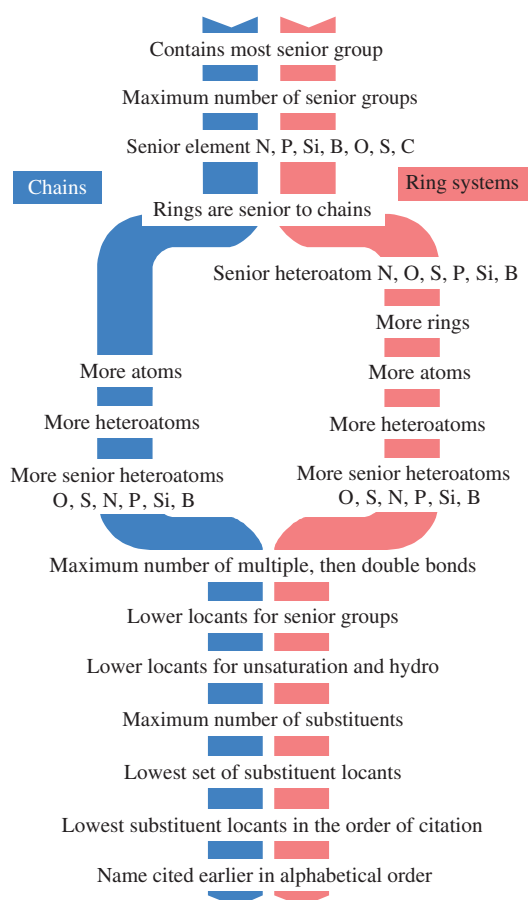 Contains most senior group
Maximum number of senior groups
Senior element N, P, Si, B, O, S, C
Chains
Ring systems
Rings are senior to chains
Senior heteroatom N, O, S, P, Si, B
More rings
More atoms
More atoms
More heteroatoms
More heteroatoms
More senior heteroatoms
O, S, N, P, Si, B
More senior heteroatoms
O, S, N, P, Si, B
Maximum number of multiple, then double bonds
Lower locants for senior groups
Lower locants for unsaturation and hydro
Maximum number of substituents
Lowest set of substituent locants
Lowest substituent locants in the order of citation
Name cited earlier in alphabetical order